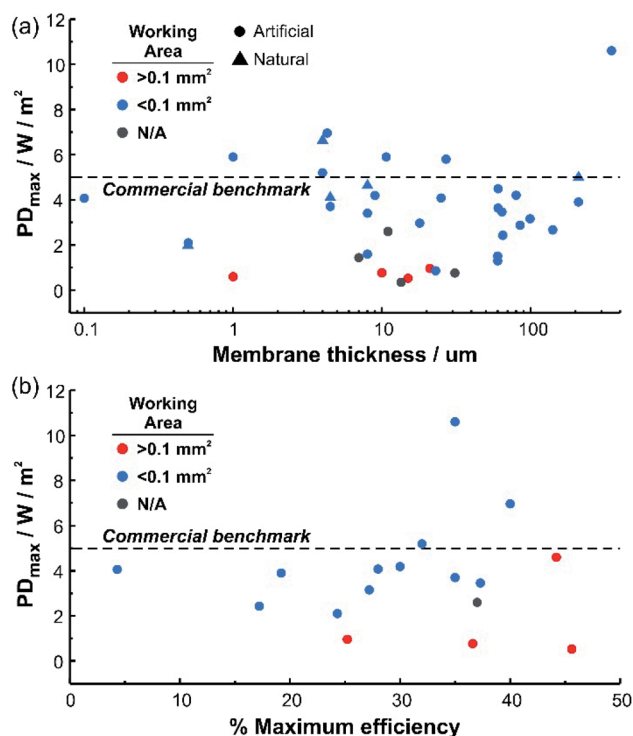 (a)
Working
Area
>0.1 mm²
<0.1 mm²
N/A
Artificial
Natural
Commercial benchmark
12
10
8
6
4
2
0
PDmax / W / m²
0.1
1
10
100
Membrane thickness / um
(b)
Working
Area
>0.1 mm²
<0.1 mm²
N/A
Commercial benchmark
12
10
8
6
4
2
0
PDmax / W / m²
0
10
20
30
40
50
% Maximum efficiency